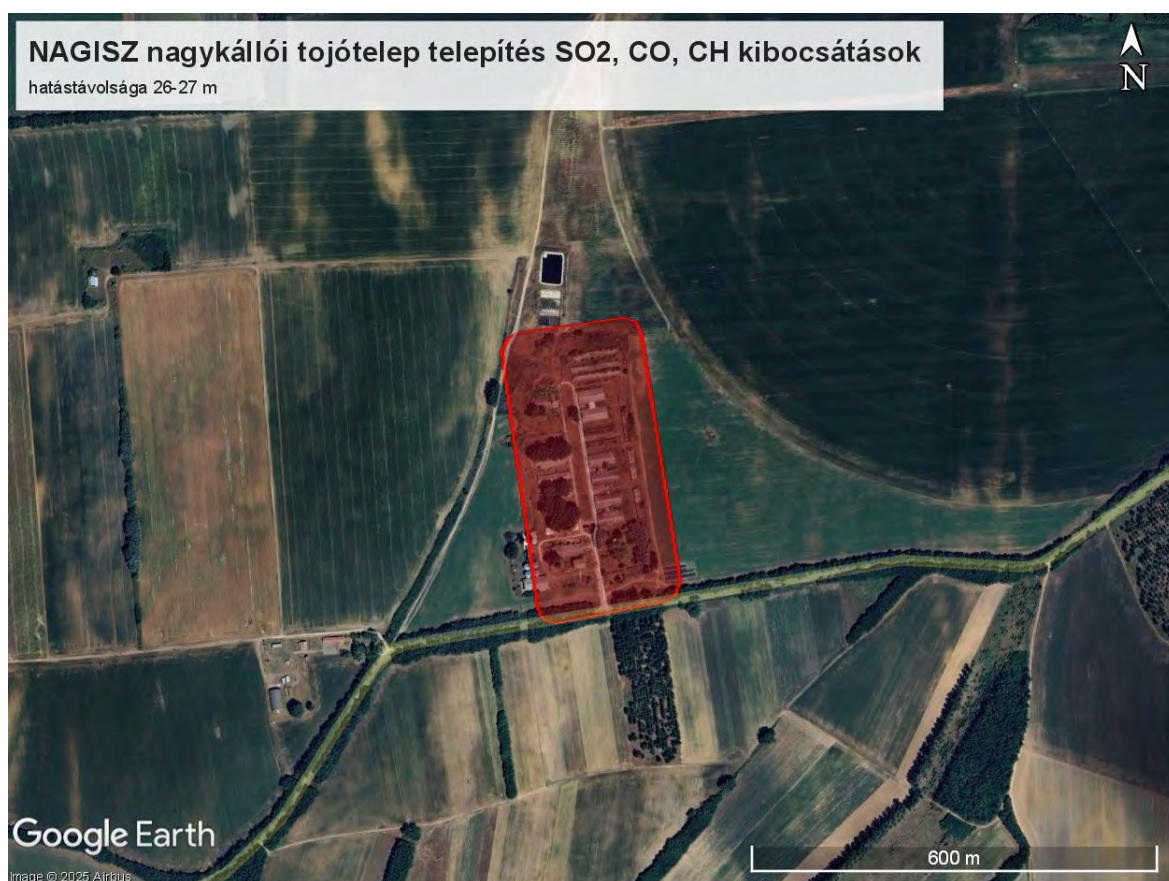 NAGISZ nagykállói tojótelep telepítés SO2, CO, CH kibocsátások
hatástávolsága 26-27 m
N
Google Earth
600 m
Image © 2025 Airbus